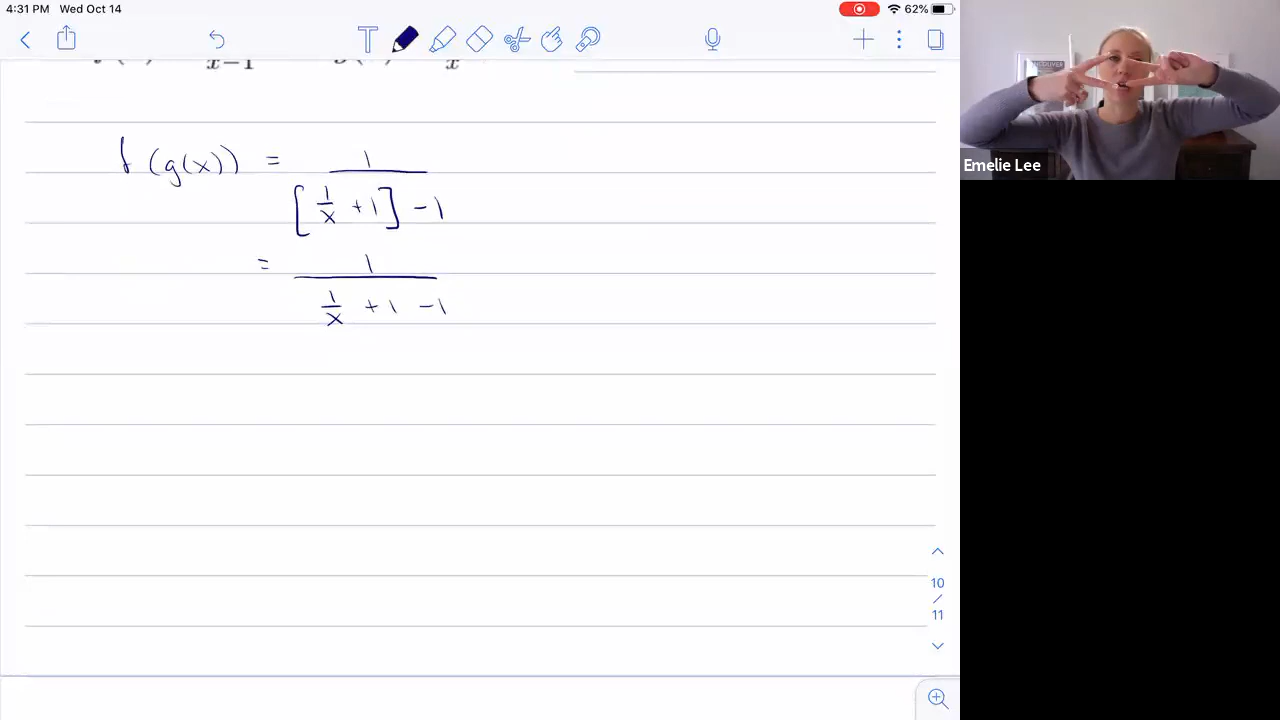 4:31 PM Wed Oct 14
62%
x−1
x
f(g(x)) = 1 / ([1/x + 1] − 1)
= 1 / (1/x + 1 − 1)
Emelie Lee
10
/
11